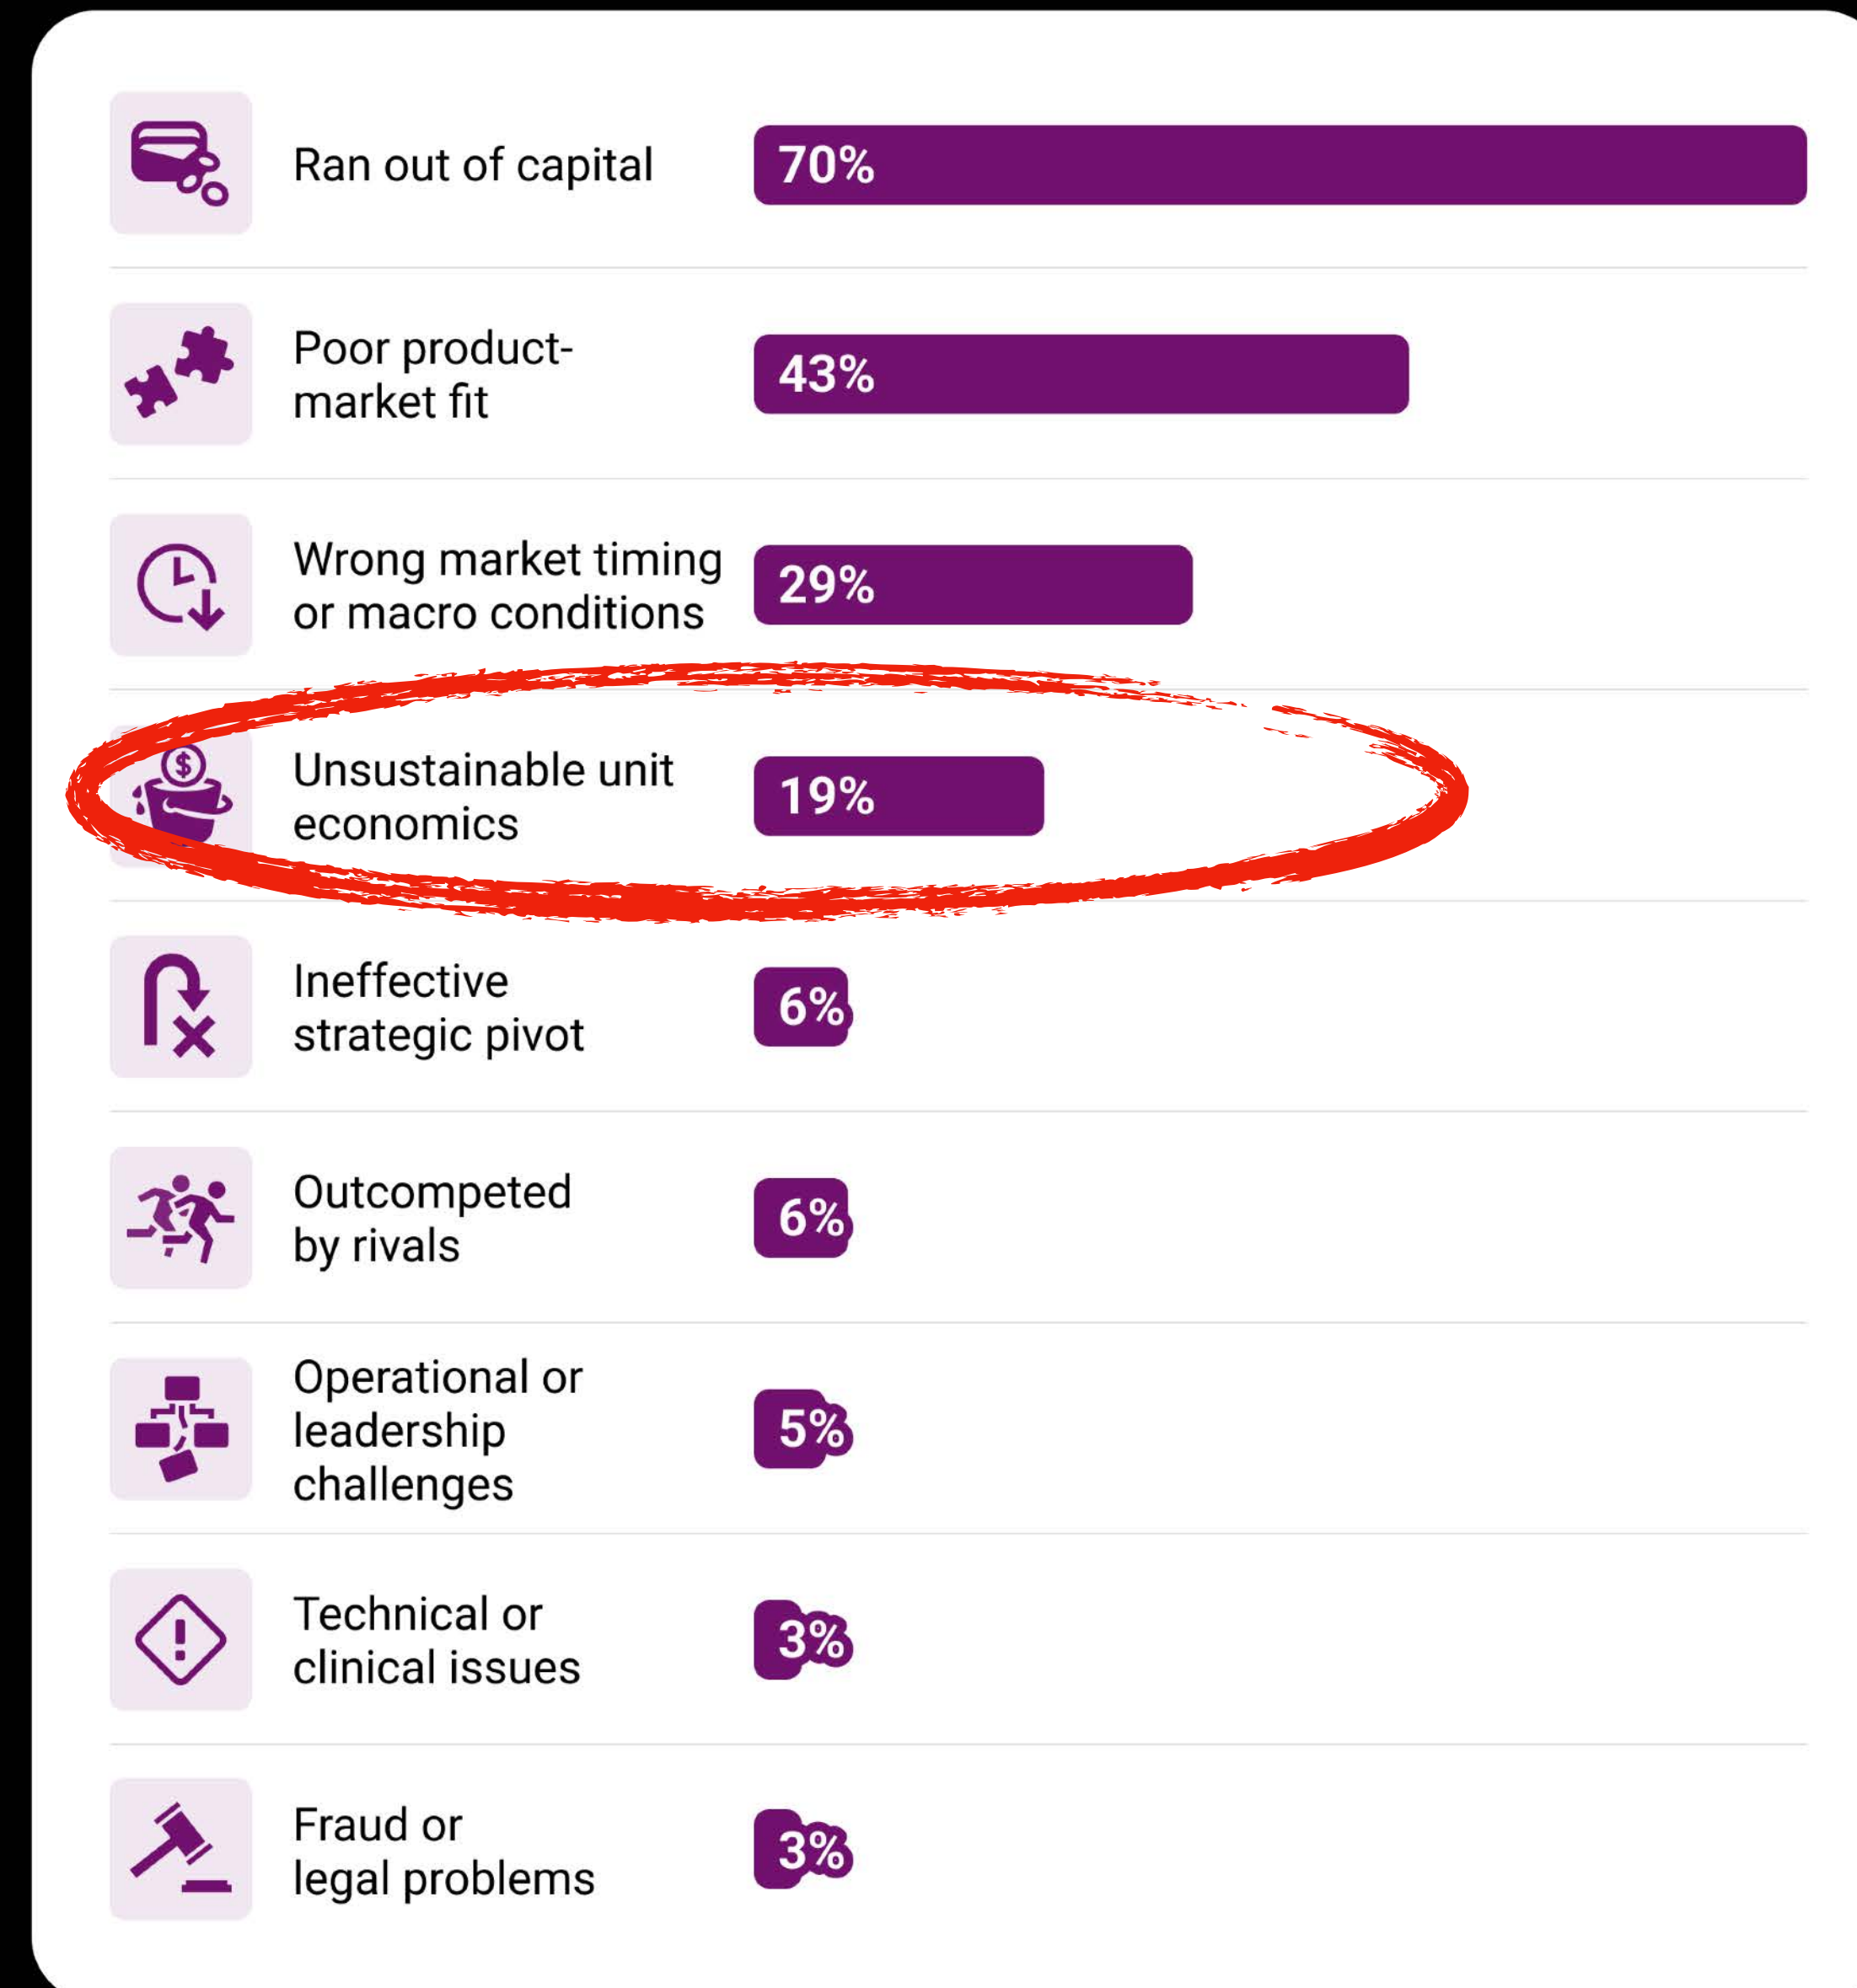 Ran out of capital
70%
Poor product-
market fit
43%
Wrong market timing
or macro conditions
29%
$
Unsustainable unit
economics
19%
Ineffective
strategic pivot
6%
Outcompeted
by rivals
6%
Operational or
leadership
challenges
5%
Technical or
clinical issues
3%
Fraud or
legal problems
3%